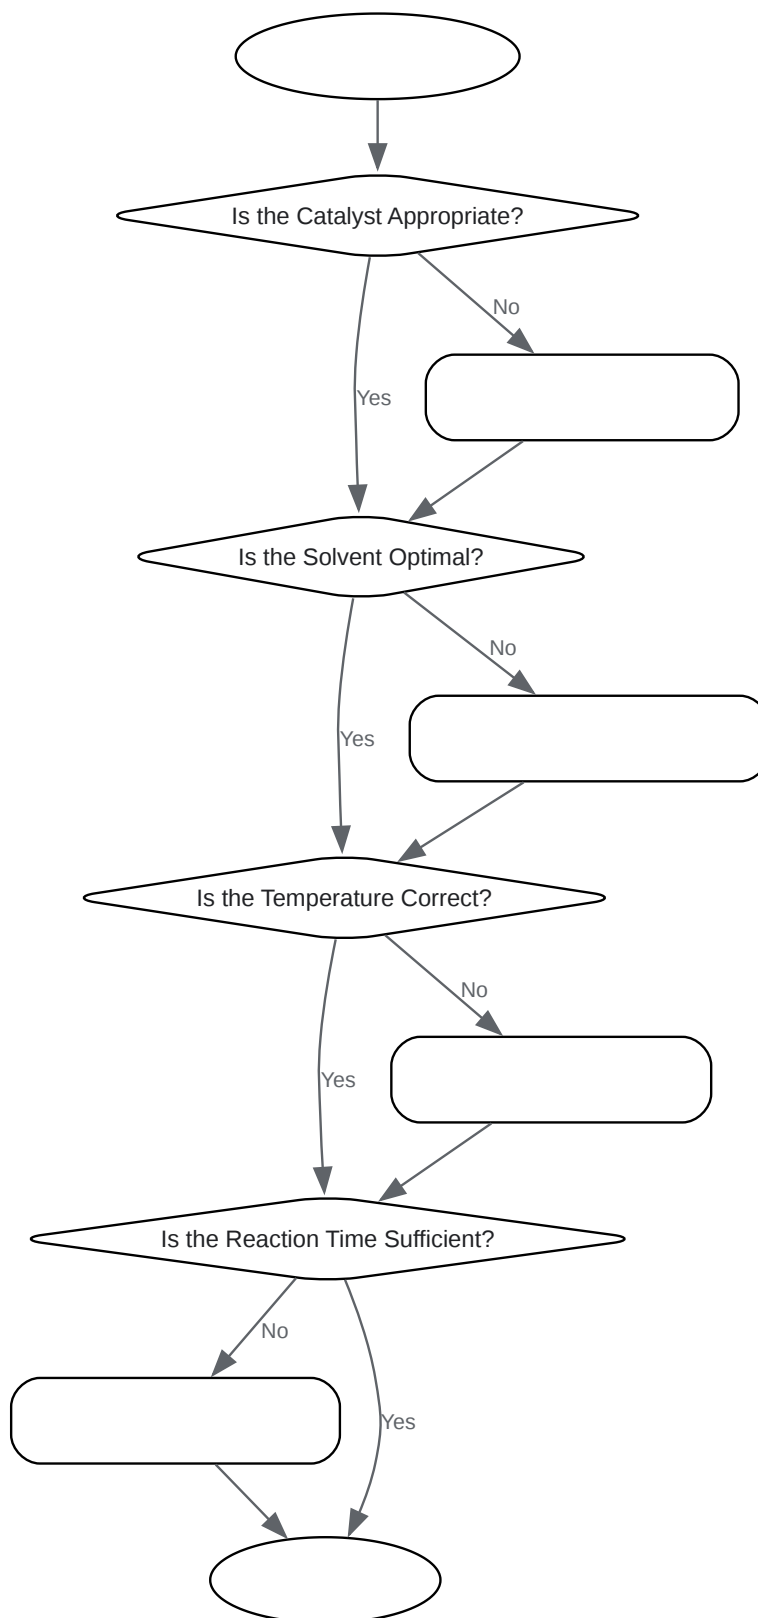 Is the Catalyst Appropriate?
No
Yes
Is the Solvent Optimal?
No
Yes
Is the Temperature Correct?
No
Yes
Is the Reaction Time Sufficient?
No
Yes